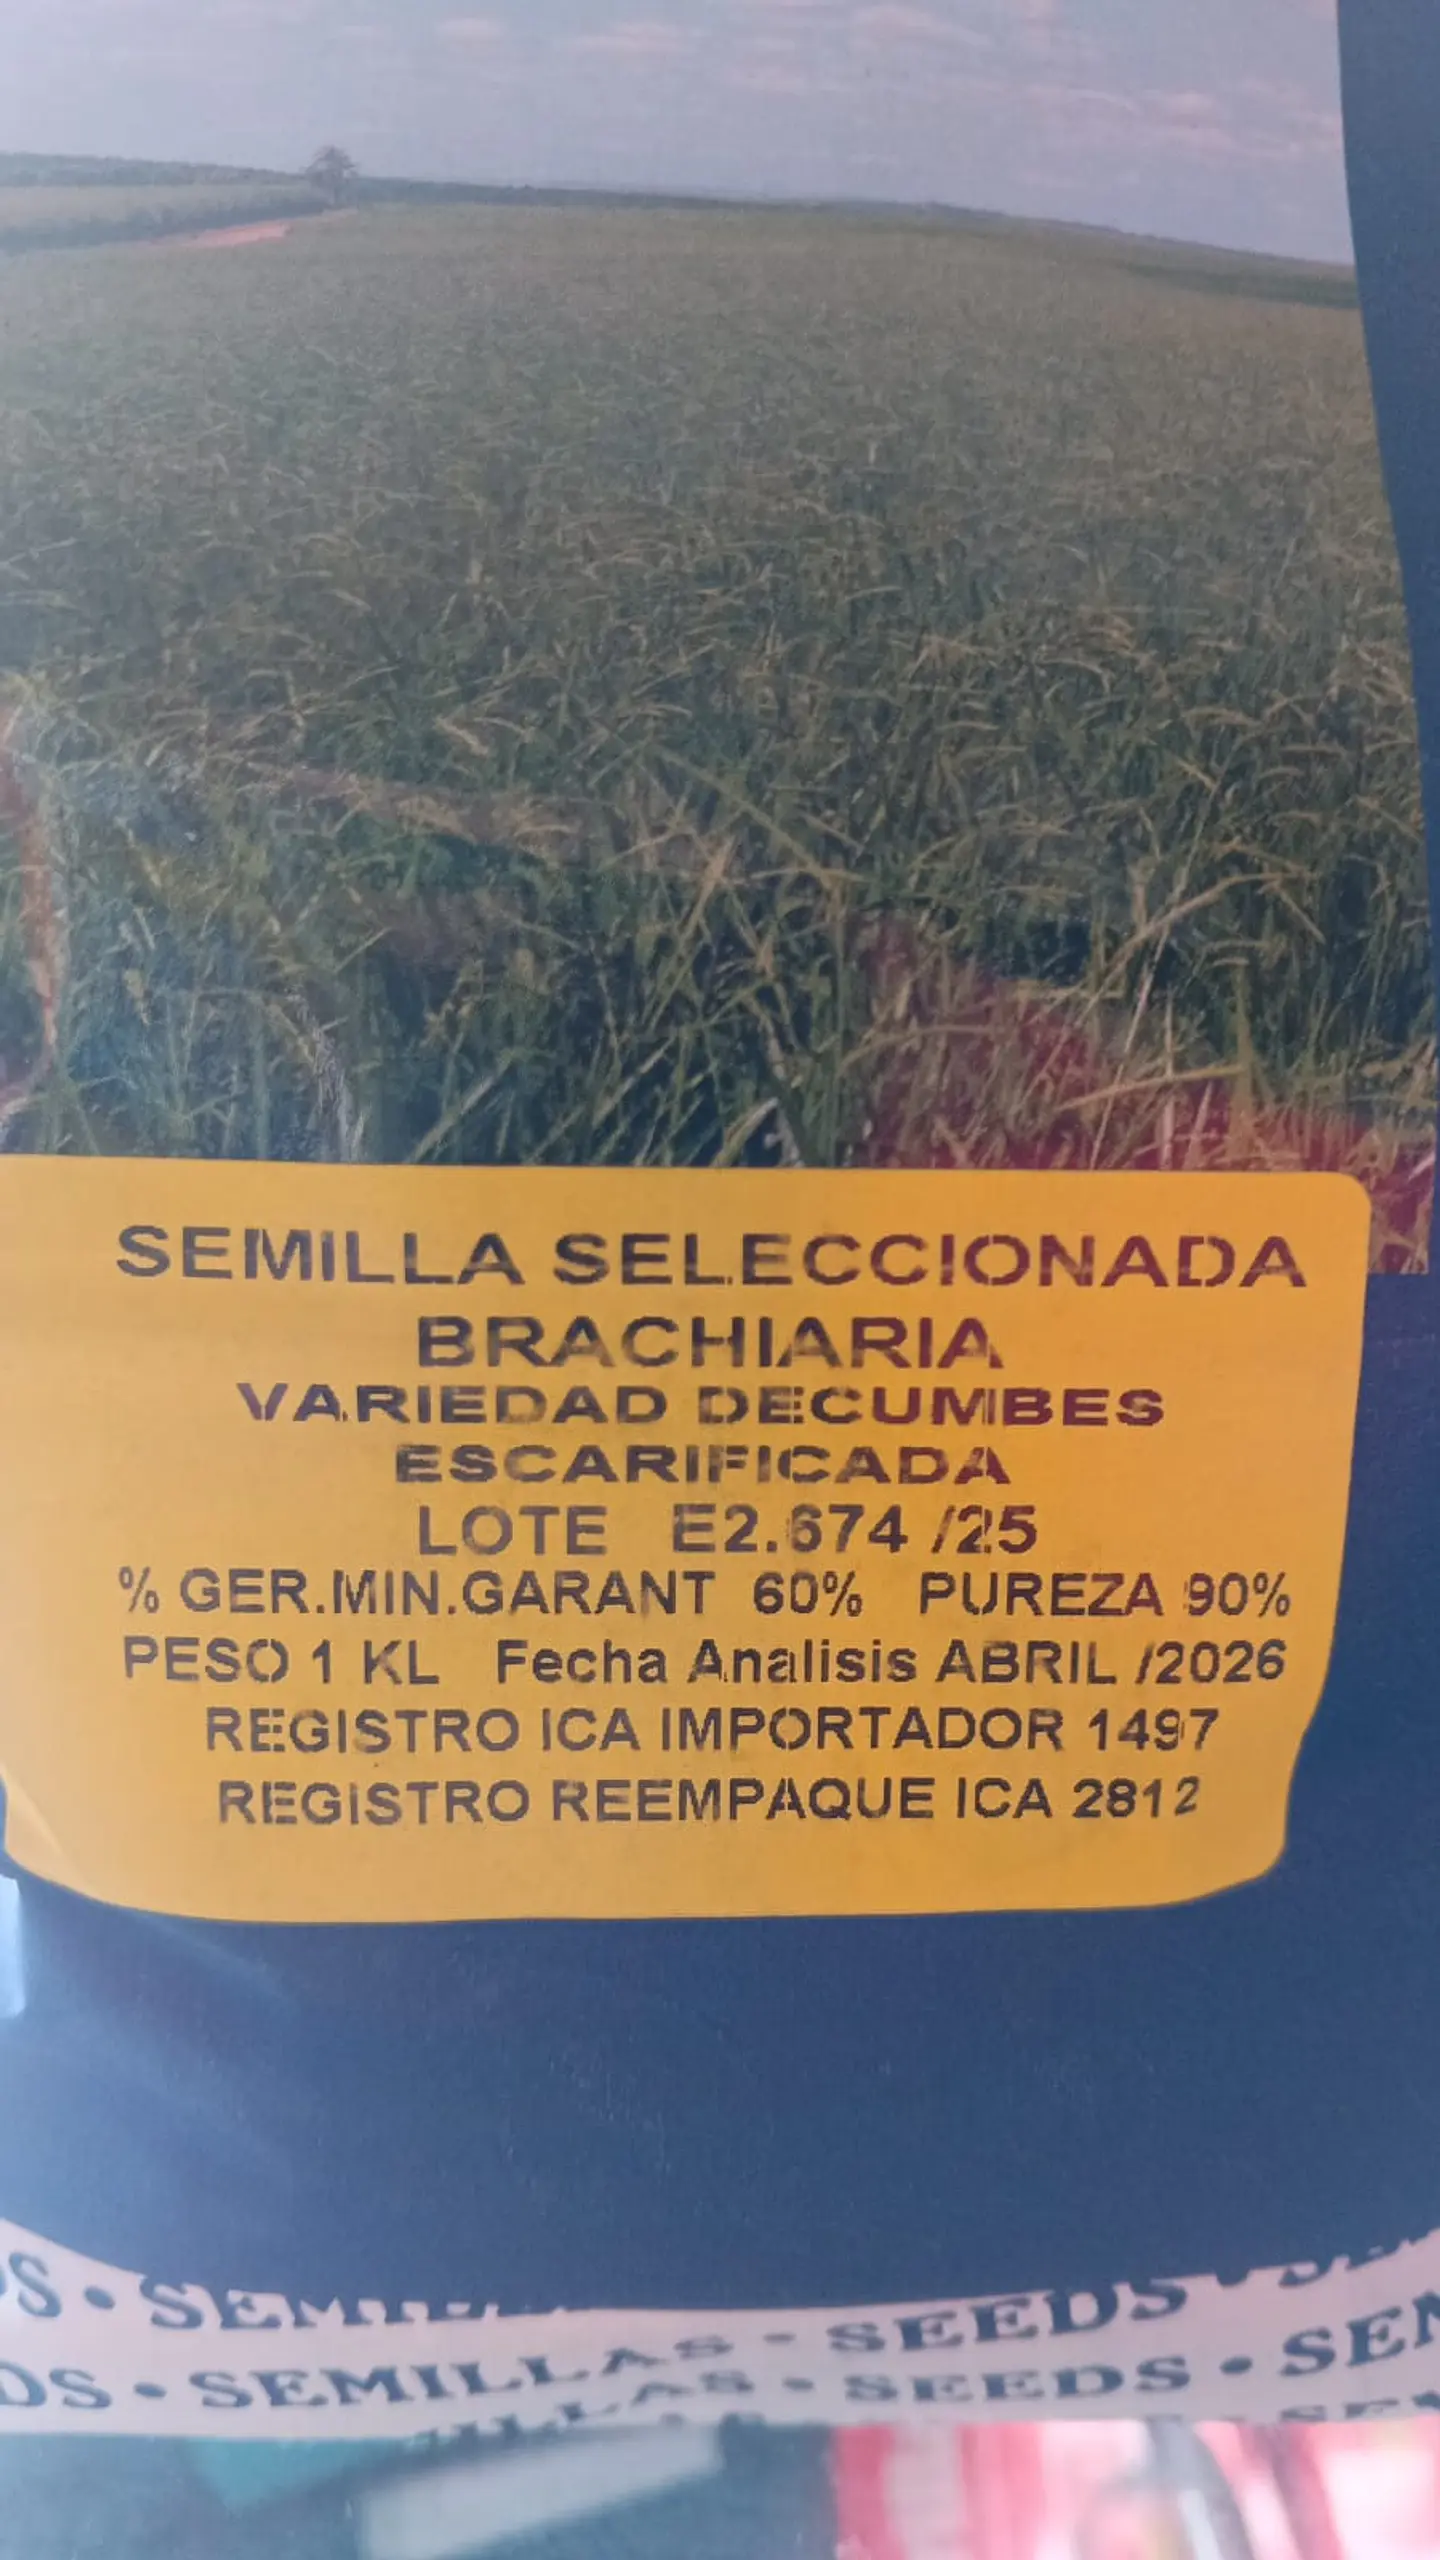 SEMILLA SELECCIONADA
BRACHIARIA
VARIEDAD DECUMBES
ESCARIFICADA
LOTE E2.674 /25
% GER.MIN.GARANT 60% PUREZA 90%
PESO 1 KL Fecha Analisis ABRIL /2026
REGISTRO ICA IMPORTADOR 1497
REGISTRO REEMPAQUE ICA 2812
SEEDS
• SEMILLAS - SEEDS •
SEEDS